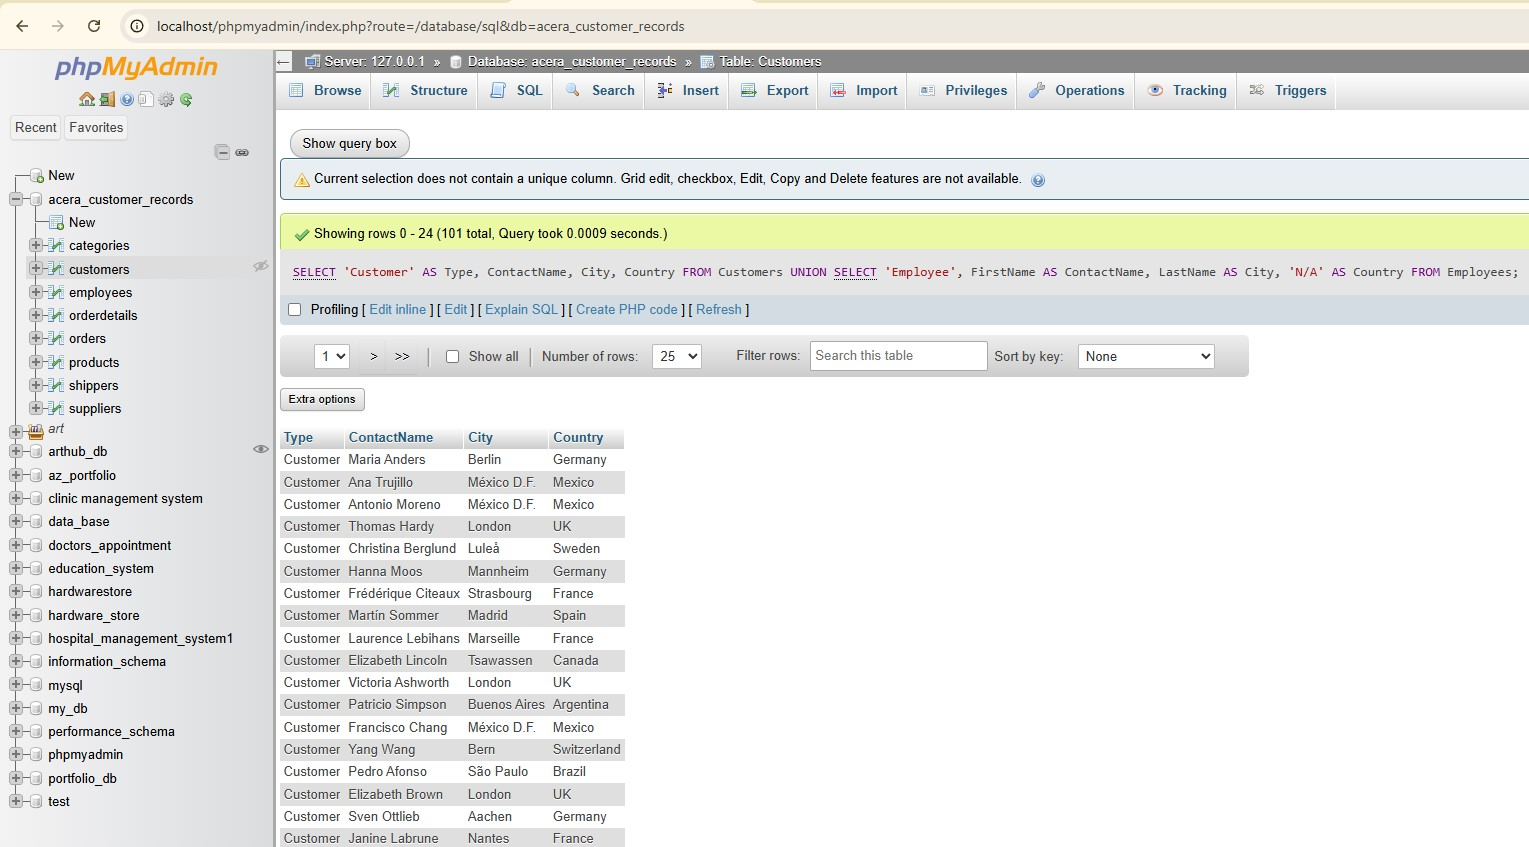 localhost/phpmyadmin/index.php?route=/database/sql&db=acera_customer_records
phpMyAdmin
Recent Favorites
New
acera_customer_records
New
categories
customers
employees
orderdetails
orders
products
shippers
suppliers
art
arthub_db
az_portfolio
clinic management system
data_base
doctors_appointment
education_system
hardwarestore
hardware_store
hospital_management_system1
information_schema
mysql
my_db
performance_schema
phpmyadmin
portfolio_db
test
Server: 127.0.0.1 » Database: acera_customer_records » Table: Customers
Browse Structure SQL Search Insert Export Import Privileges Operations Tracking Triggers
Show query box
Current selection does not contain a unique column. Grid edit, checkbox, Edit, Copy and Delete features are not available.
Showing rows 0 - 24 (101 total, Query took 0.0009 seconds.)
SELECT 'Customer' AS Type, ContactName, City, Country FROM Customers UNION SELECT 'Employee', FirstName AS ContactName, LastName AS City, 'N/A' AS Country FROM Employees;
Profiling [ Edit inline ] [ Edit ] [ Explain SQL ] [ Create PHP code ] [ Refresh ]
1 > >> Show all Number of rows: 25 Filter rows: Search this table Sort by key: None
Extra options
Type ContactName City Country
Customer Maria Anders Berlin Germany
Customer Ana Trujillo México D.F. Mexico
Customer Antonio Moreno México D.F. Mexico
Customer Thomas Hardy London UK
Customer Christina Berglund Luleå Sweden
Customer Hanna Moos Mannheim Germany
Customer Frédérique Citeaux Strasbourg France
Customer Martín Sommer Madrid Spain
Customer Laurence Lebihans Marseille France
Customer Elizabeth Lincoln Tsawassen Canada
Customer Victoria Ashworth London UK
Customer Patricio Simpson Buenos Aires Argentina
Customer Francisco Chang México D.F. Mexico
Customer Yang Wang Bern Switzerland
Customer Pedro Afonso São Paulo Brazil
Customer Elizabeth Brown London UK
Customer Sven Ottlieb Aachen Germany
Customer Janine Labrune Nantes France